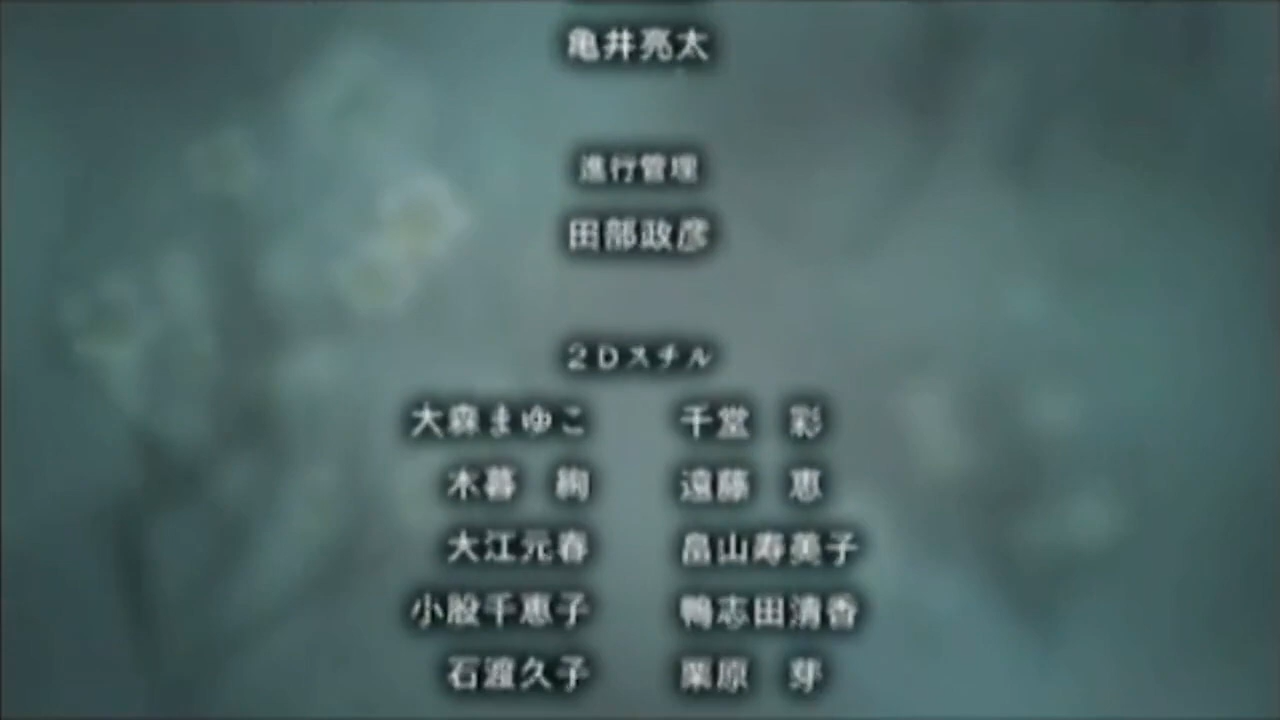 亀井亮太
進行管理
田部政彦
2Dスチル
大森まゆこ　千堂　彩
木暮　絢　遠藤　恵
大江元春　畠山寿美子
小股千恵子　鴨志田清香
石渡久子　栗原　芽